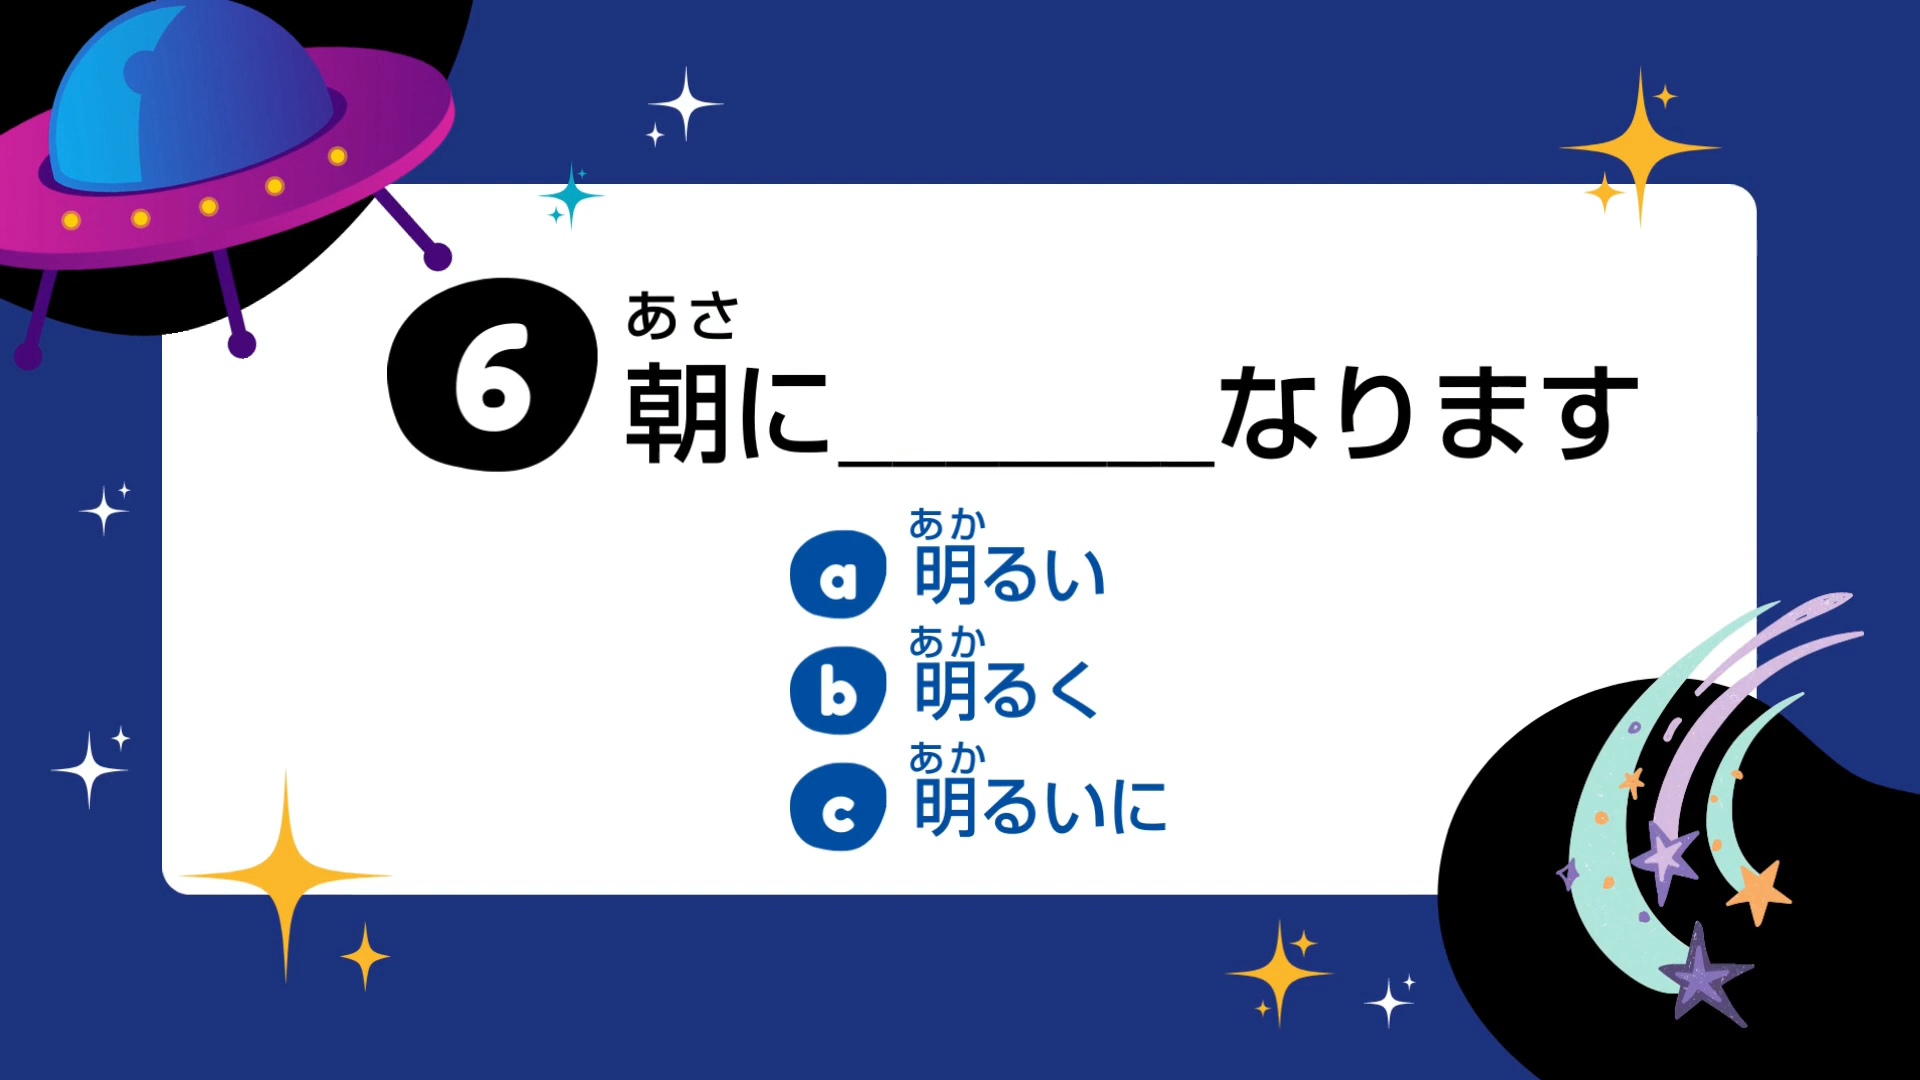 あさ
6 朝に_______なります
あか
a 明るい
あか
b 明るく
あか
c 明るいに